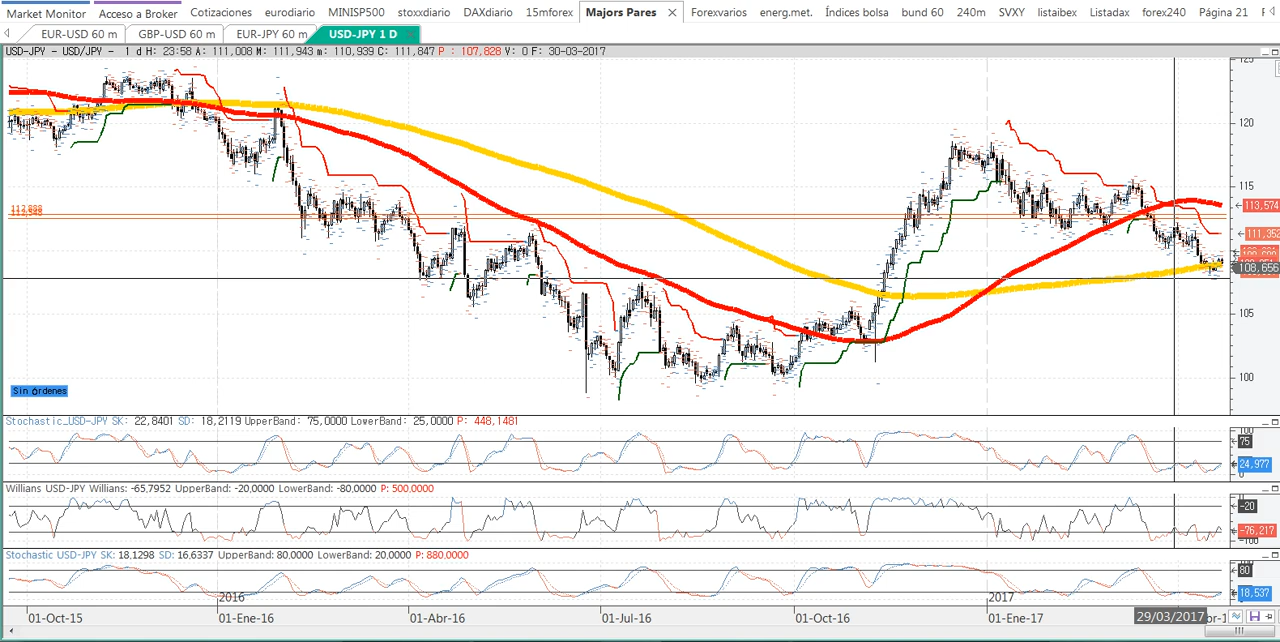 Market Monitor Acceso a Broker Cotizaciones eurodiario MINISP500 stoxxdiario DAXdiario 15mforex Majors Pares × Forexvaros energ.met. Índices bolsa bund 60 240m SVXY listaibex Listadax forex240 Página 21
EUR-USD 60 m GBP-USD 60 m EUR-JPY 60 m USD-JPY 1 D
USD-JPY - USD/JPY - 1 d H: 23:58 A: 111,008 M: 111,943 m: 110,939 C: 111,847 P : 107,828 V: 0 F: 30-03-2017
125
120
115
113,574
111,352
108,656
105
100
Sin órdenes
Stochastic_USD-JPY SK: 22,8401 SD: 18,2119 UpperBand: 75,0000 LowerBand: 25,0000 P: 448,1481
100
75
24,977
0
Willians USD-JPY Willians: -65,7952 UpperBand: -20,0000 LowerBand: -80,0000 P: 500,0000
0
-20
-76,217
-100
Stochastic USD-JPY SK: 18,1298 SD: 16,6337 UpperBand: 80,0000 LowerBand: 20,0000 P: 880,0000
80
18,537
2016 2017
01-Oct-15 01-Ene-16 01-Abr-16 01-Jul-16 01-Oct-16 01-Ene-17 29/03/2017